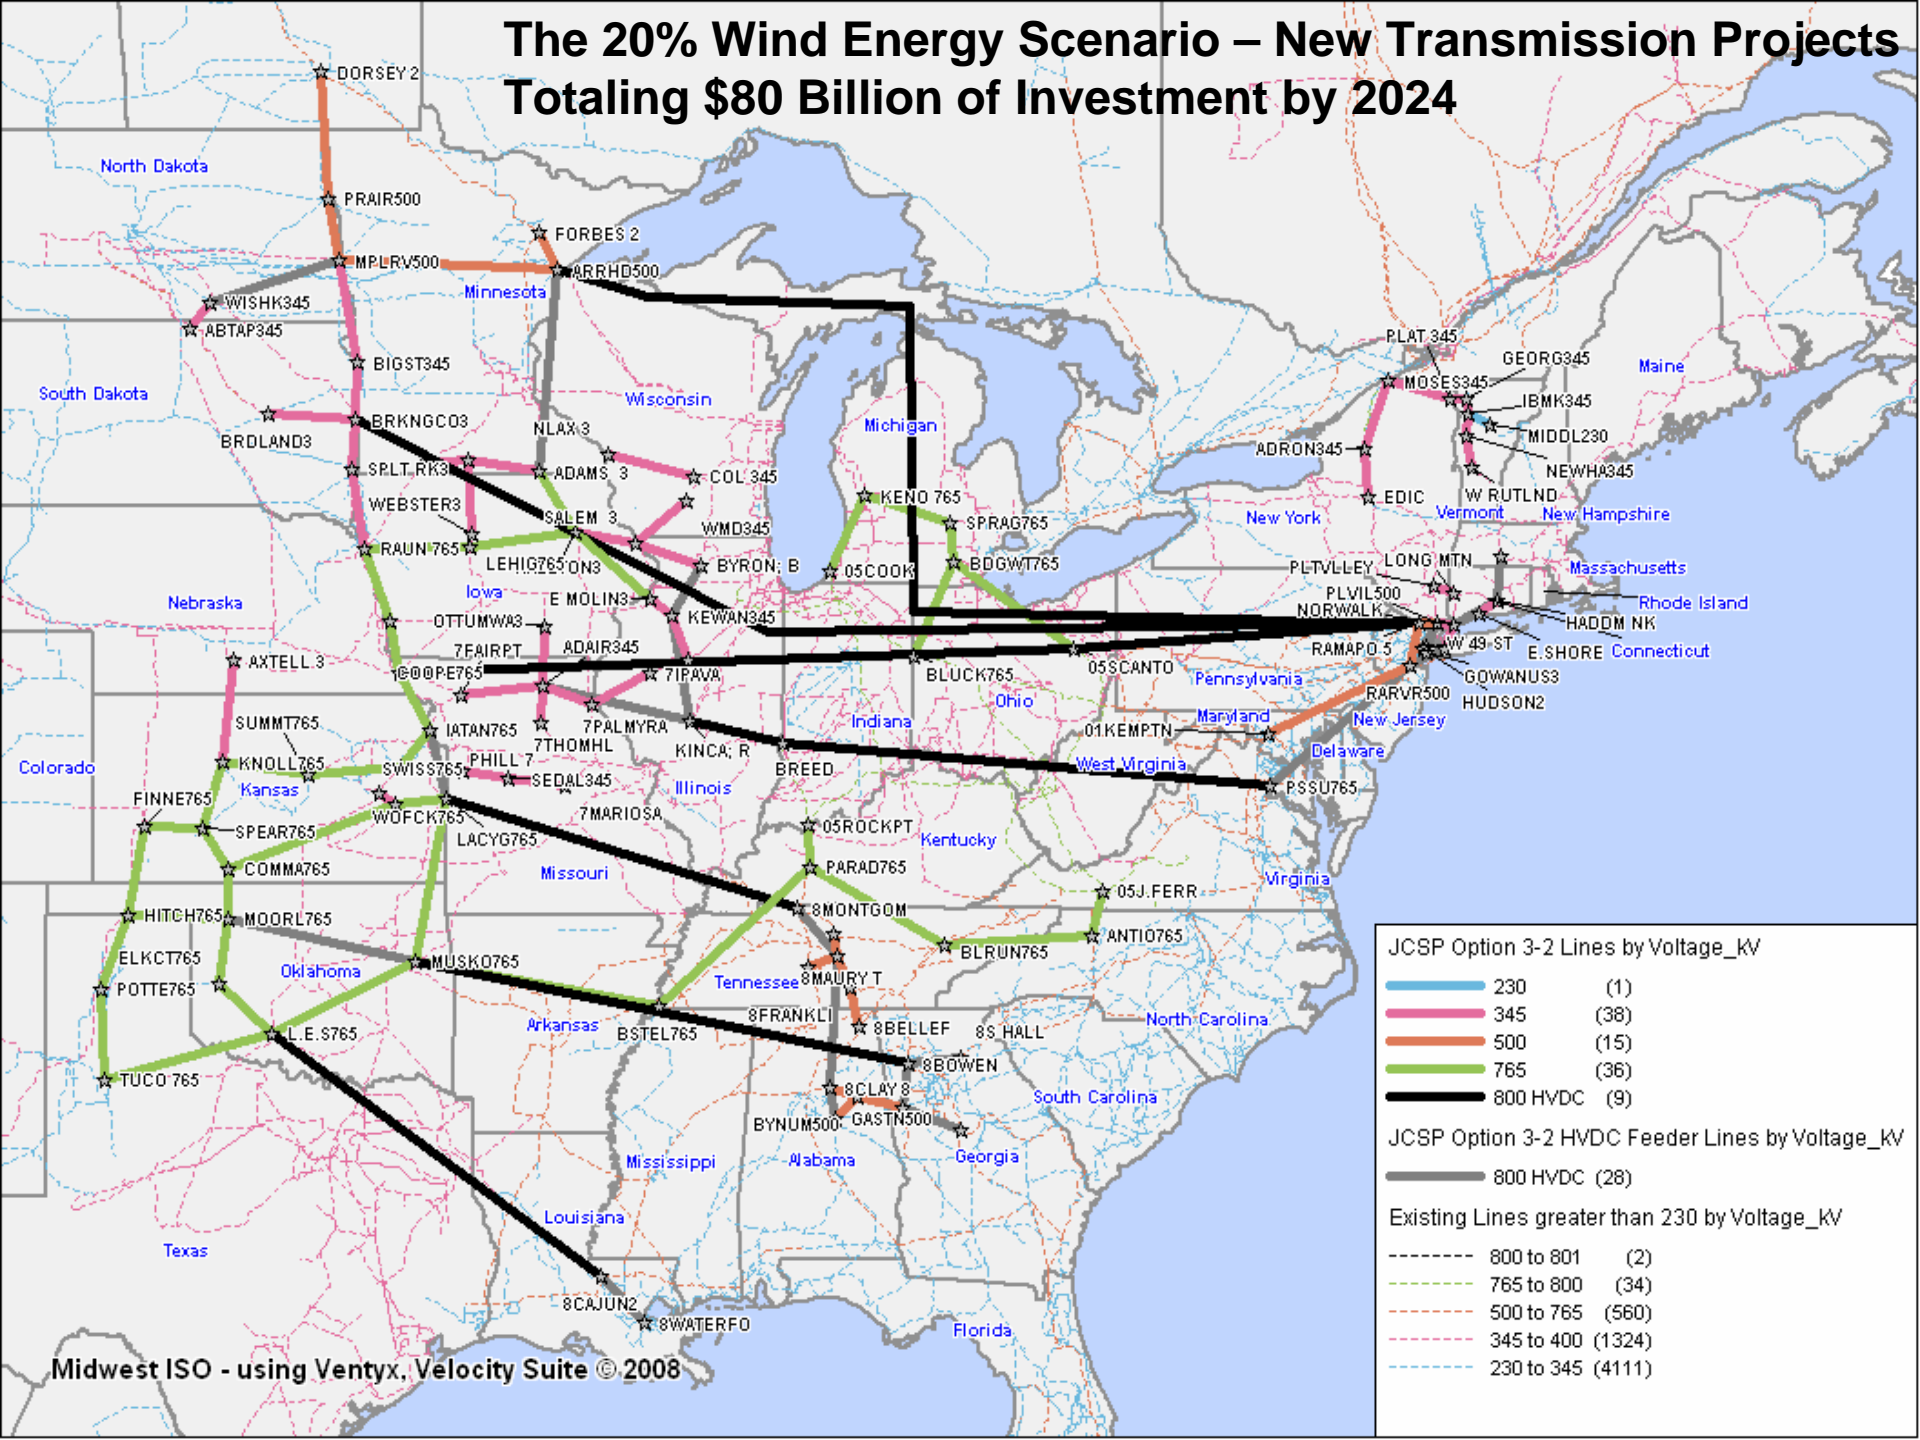 The 20% Wind Energy Scenario – New Transmission Projects
Totaling $80 Billion of Investment by 2024
DORSEY 2
North Dakota
PRAIR500
FORBES 2
MPLRV500
ARRHD500
Minnesota
WISHK345
ABTAP345
PLAT 345
GEORG345
BIGST345
Maine
MOSES345
South Dakota
Wisconsin
IBMK345
BRKNGCO3
NLAX 3
Michigan
MIDDL230
BRDLAND3
ADRON345
SPLT RK3
ADAMS 3
COL 345
NEWHA345
WEBSTER3
KENO 765
EDIC
W RUTLND
SALEM 3
WMD345
SPRAG765
New York
Vermont
New Hampshire
RAUN 765
LEHIG765
BYRON; B
05COOK
BDGWT765
PLTVLLEY
LONG MTN
Massachusetts
Nebraska
Iowa
E MOLIN3
PLVIL500
NORWALK
Rhode Island
OTTUMWA3
KEWAN345
HADDM NK
7FAIRPT
ADAIR345
RAMAPO 5
W 49 ST
E.SHORE
Connecticut
AXTELL 3
COOPE765
7IPAVA
BLUCK765
05SCANTO
Pennsylvania
GOWANUS3
RARVR500
HUDSON2
SUMMT765
IATAN765
7PALMYRA
Indiana
Ohio
Maryland
New Jersey
7THOMHL
KINCA; R
01KEMPTN
Delaware
KNOLL765
SWISS765
PHILL 7
SEDAL345
BREED
West Virginia
Colorado
Kansas
Illinois
PSSU765
FINNE765
WOFCK765
7MARIOSA
SPEAR765
LACYG765
05ROCKPT
Kentucky
COMMA765
Missouri
PARAD765
Virginia
05J.FERR
HITCH765
MOORL765
8MONTGOM
ANTIO765
ELKCT765
Oklahoma
MUSKO765
BLRUN765
POTTE765
Tennessee
8MAURY T
Arkansas
8FRANKLI
North Carolina
L.E.S765
BSTEL765
8BELLEF
8S.HALL
TUCO 765
8BOWEN
8CLAY 8
South Carolina
BYNUM500
GASTN500
Mississippi
Alabama
Georgia
Louisiana
Texas
8CAJUN2
8WATERFO
Florida
Midwest ISO - using Ventyx, Velocity Suite © 2008
JCSP Option 3-2 Lines by Voltage_kV
230 (1)
345 (38)
500 (15)
765 (36)
800 HVDC (9)
JCSP Option 3-2 HVDC Feeder Lines by Voltage_kV
800 HVDC (28)
Existing Lines greater than 230 by Voltage_kV
800 to 801 (2)
765 to 800 (34)
500 to 765 (560)
345 to 400 (1324)
230 to 345 (4111)